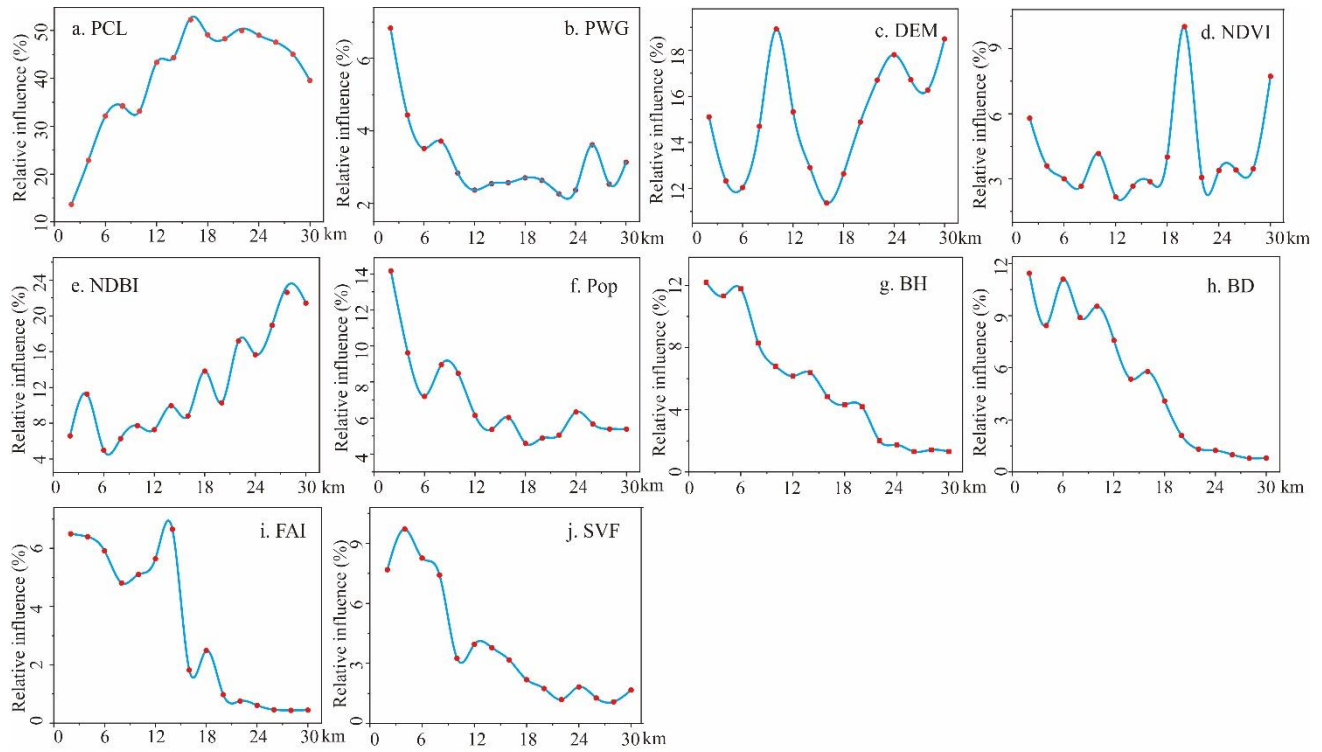 a. PCL
Relative influence (%)
10 20 30 40 50
0 6 12 18 24 30 km
b. PWG
Relative influence (%)
2 4 6
0 6 12 18 24 30 km
c. DEM
Relative influence (%)
12 14 16 18
0 6 12 18 24 30 km
d. NDVI
Relative influence (%)
3 6 9
0 6 12 18 24 30 km
e. NDBI
Relative influence (%)
4 8 12 16 20 24
0 6 12 18 24 30 km
f. Pop
Relative influence (%)
4 6 8 10 12 14
0 6 12 18 24 30 km
g. BH
Relative influence (%)
0 4 8 12
0 6 12 18 24 30 km
h. BD
Relative influence (%)
0 3 6 9 12
0 6 12 18 24 30 km
i. FAI
Relative influence (%)
0 2 4 6
0 6 12 18 24 30 km
j. SVF
Relative influence (%)
0 3 6 9
0 6 12 18 24 30 km